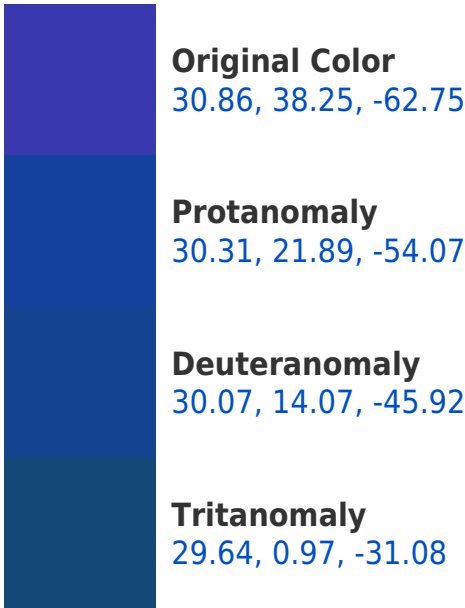 Original Color
30.86, 38.25, -62.75
Protanomaly
30.31, 21.89, -54.07
Deuteranomaly
30.07, 14.07, -45.92
Tritanomaly
29.64, 0.97, -31.08